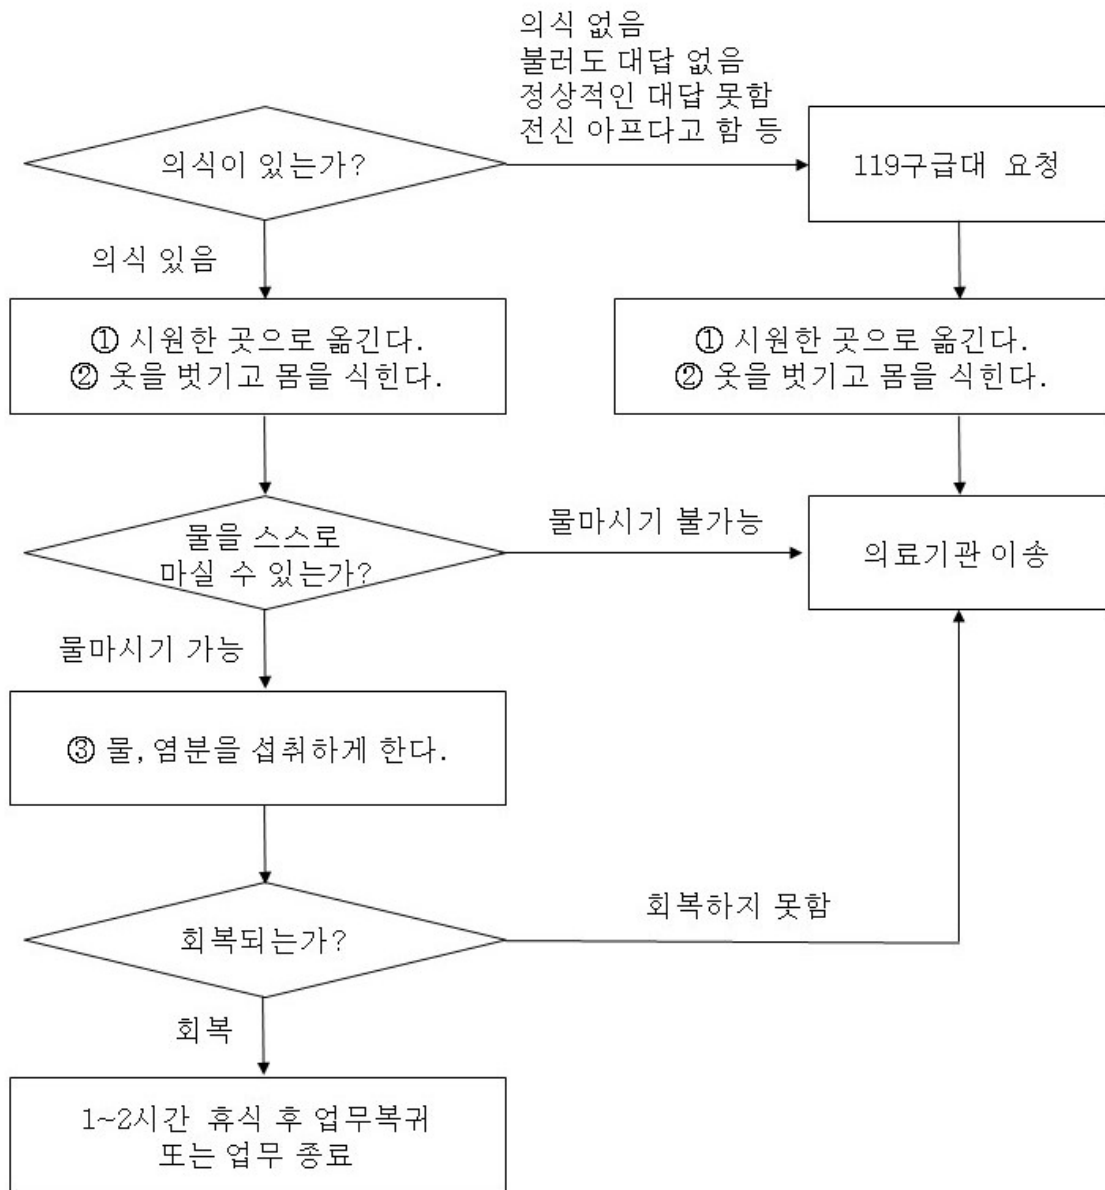 의식 없음
불러도 대답 없음
정상적인 대답 못함
전신 아프다고 함 등
의식이 있는가?
119구급대 요청
의식 있음
① 시원한 곳으로 옮긴다.
② 옷을 벗기고 몸을 식힌다.
① 시원한 곳으로 옮긴다.
② 옷을 벗기고 몸을 식힌다.
물을 스스로
마실 수 있는가?
물마시기 불가능
의료기관 이송
물마시기 가능
③ 물, 염분을 섭취하게 한다.
회복되는가?
회복하지 못함
회복
1~2시간 휴식 후 업무복귀
또는 업무 종료